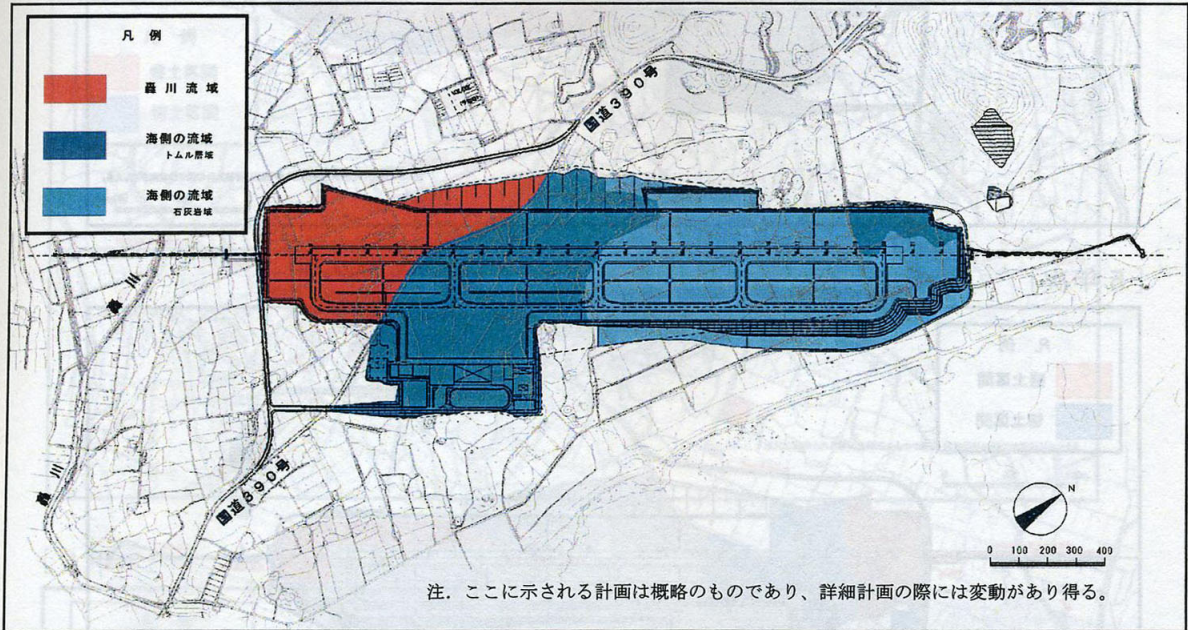 凡 例
轟川流域
海側の流域
トムル層域
海側の流域
石灰岩域
国道390号
轟川
轟川
国道390号
N
0 100 200 300 400
注．ここに示される計画は概略のものであり、詳細計画の際には変動があり得る。